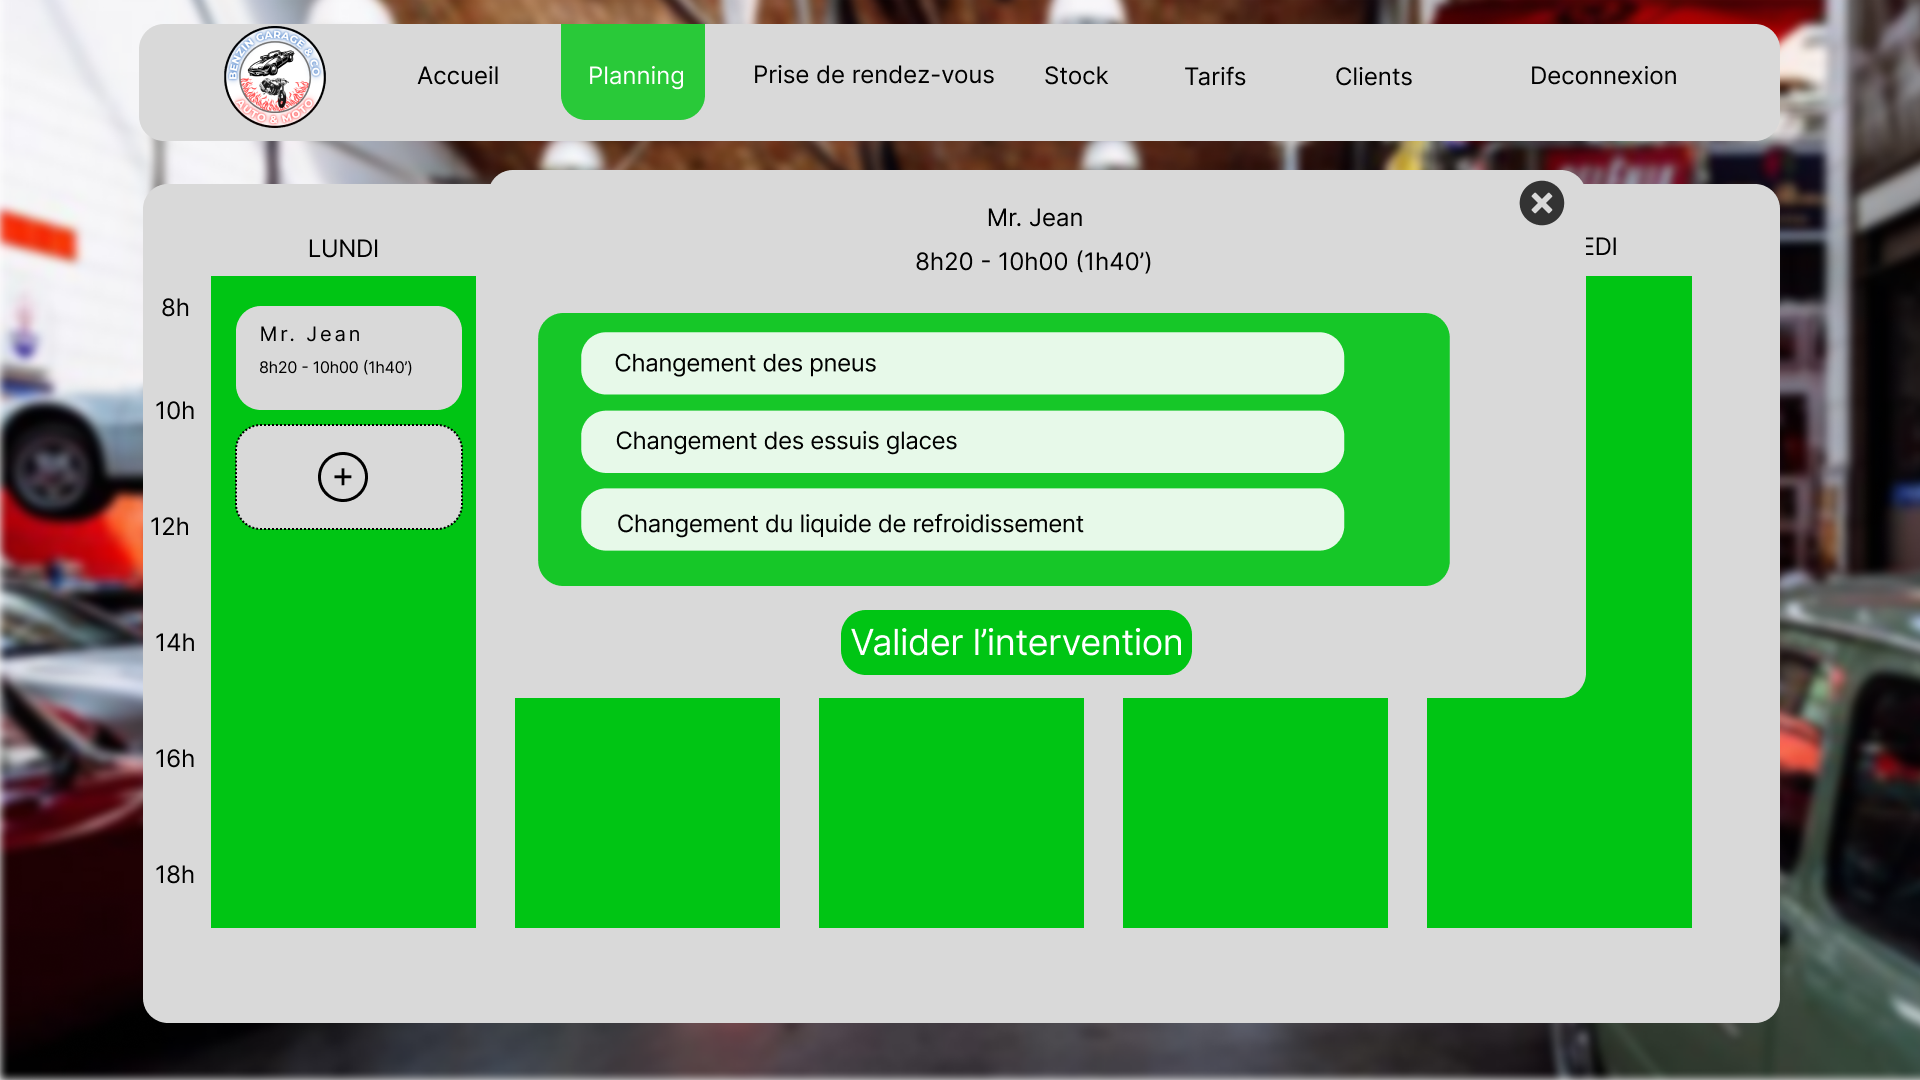 BENZIN GARAGE & CO
AUTO & MOTO
Accueil
Planning
Prise de rendez-vous
Stock
Tarifs
Clients
Deconnexion
LUNDI
EDI
8h
10h
12h
14h
16h
18h
Mr. Jean
8h20 - 10h00 (1h40’)
Mr. Jean
8h20 - 10h00 (1h40’)
Changement des pneus
Changement des essuis glaces
Changement du liquide de refroidissement
Valider l’intervention